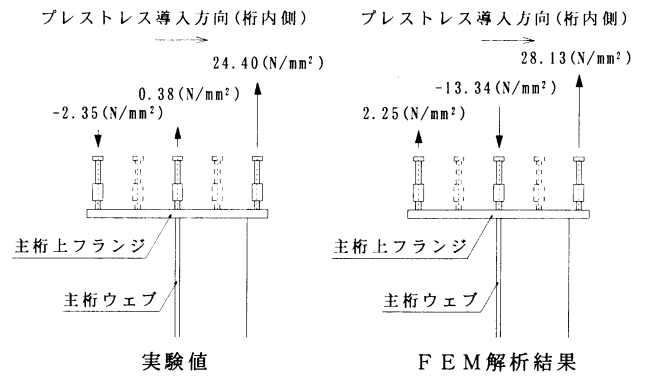 プレストレス導入方向(桁内側)
24.40(N/mm²)
0.38(N/mm²)
-2.35(N/mm²)
主桁上フランジ
主桁ウェブ
実験値
プレストレス導入方向(桁内側)
28.13(N/mm²)
-13.34(N/mm²)
2.25(N/mm²)
主桁上フランジ
主桁ウェブ
ＦＥＭ解析結果